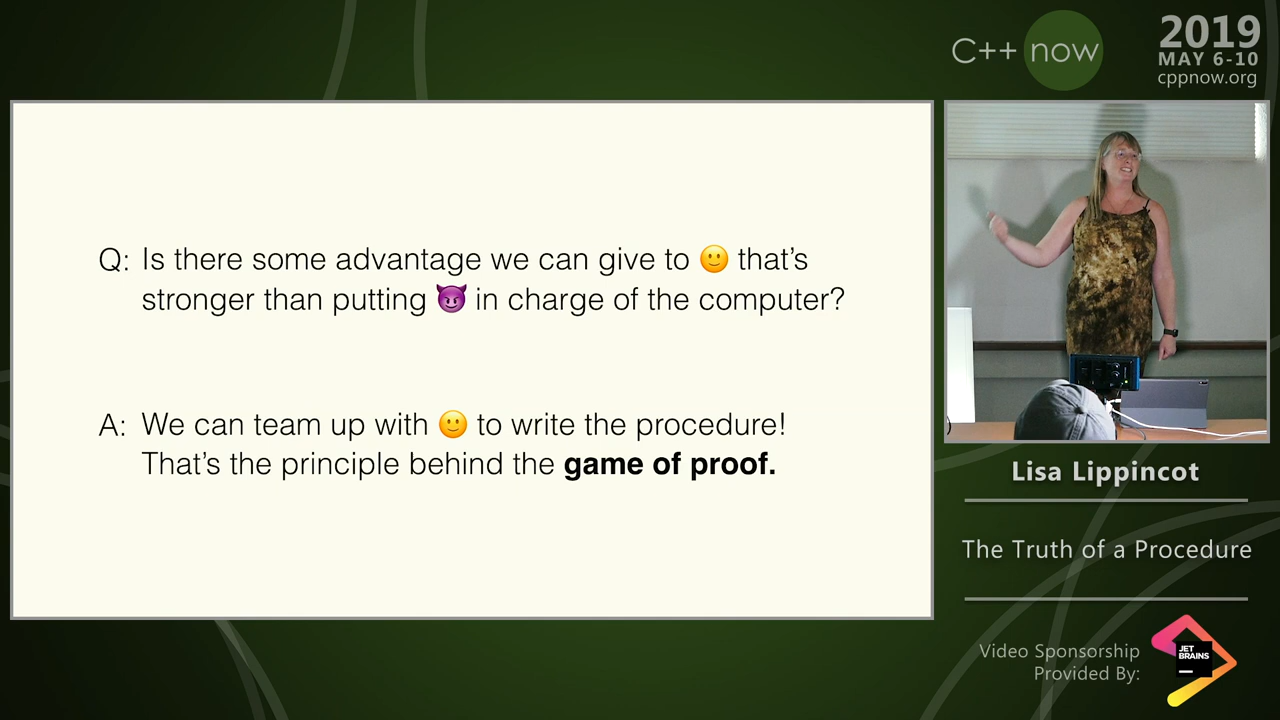 C++ now
2019
MAY 6-10
cppnow.org
Q: Is there some advantage we can give to 🙂 that's
stronger than putting 😈 in charge of the computer?
A: We can team up with 🙂 to write the procedure!
That's the principle behind the game of proof.
Lisa Lippincot
The Truth of a Procedure
Video Sponsorship
Provided By:
JET
BRAINS